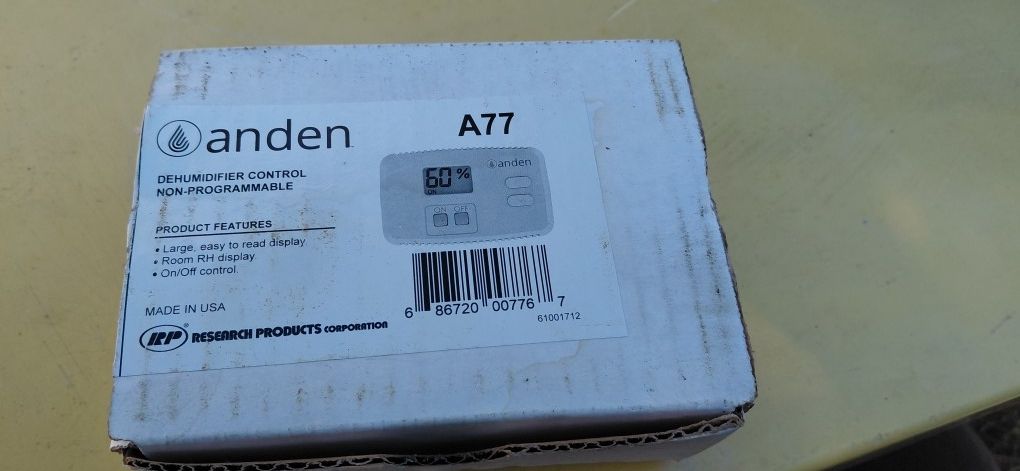 anden
A77
DEHUMIDIFIER CONTROL
NON-PROGRAMMABLE
anden
60 %
ON
ON OFF
PRODUCT FEATURES
• Large, easy to read display
• Room RH display
• On/Off control.
6 86720 00776 7
61001712
MADE IN USA
RP® RESEARCH PRODUCTS CORPORATION